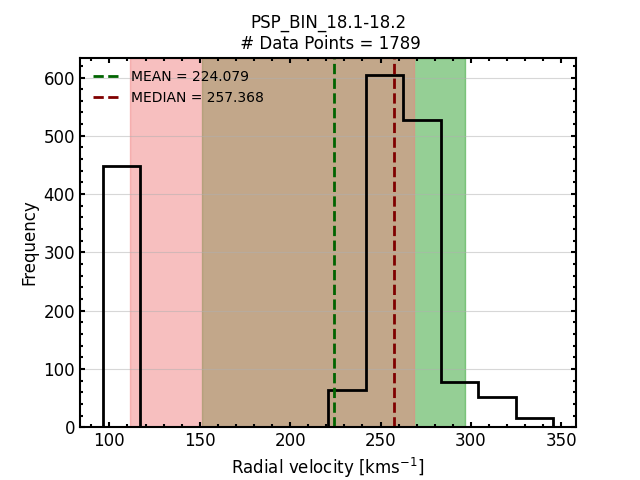 PSP_BIN_18.1-18.2
# Data Points = 1789
MEAN = 224.079
MEDIAN = 257.368
Frequency
600
500
400
300
200
100
0
100 150 200 250 300 350
Radial velocity [kms⁻¹]